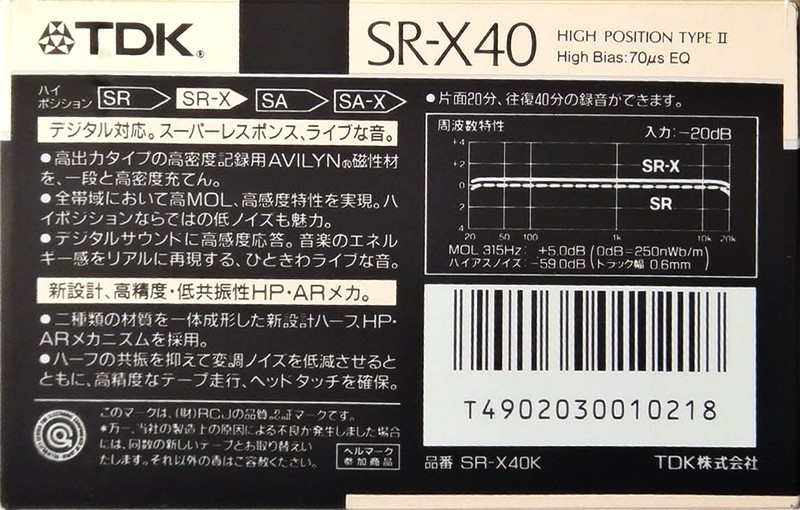 TDK®
SR-X40
HIGH POSITION TYPE II
High Bias:70µs EQ
ハイ
ポジション
SR
SR-X
SA
SA-X
デジタル対応。スーパーレスポンス、ライブな音。
●高出力タイプの高密度記録用AVILYN®磁性材
を、一段と高密度充てん。
●全帯域において高MOL、高感度特性を実現。ハ
イポジションならではの低ノイズも魅力。
●デジタルサウンドに高感度応答。音楽のエネル
ギー感をリアルに再現する、ひときわライブな音。
新設計、高精度・低共振性HP・ARメカ。
●二種類の材質を一体成形した新設計ハーフ、HP・
ARメカニズムを採用。
●ハーフの共振を抑えて変調ノイズを低減させると
ともに、高精度なテープ走行、ヘッドタッチを確保。
このマークは、(財)RCJの品質認証マークです。
*万一、当社の製造上の原因による不良が発生しました場合
には、同数の新しいテープとお取り替えい
たします。それ以外の責はご容赦ください。
ヘルマーク
参加商品
●片面20分、往復40分の録音ができます。
周波数特性
入力:-20dB
+4
+2
0
2
4
SR-X
SR
20 50 100 1k 10k 20k
MOL 315Hz: +5.0dB (0dB=250nWb/m)
バイアスノイズ: -59.0dB (トラック幅 0.6mm)
T4902030010218
品番 SR-X40K
TDK株式会社